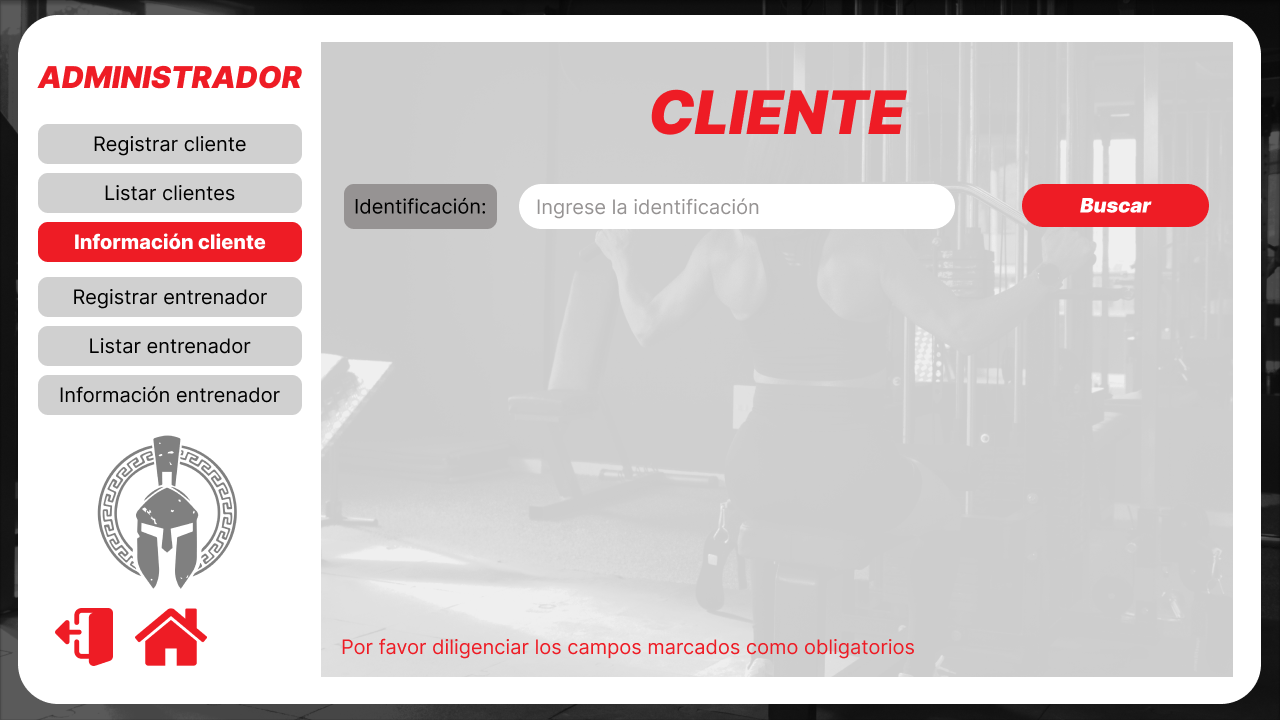 ADMINISTRADOR
Registrar cliente
Listar clientes
Información cliente
Registrar entrenador
Listar entrenador
Información entrenador
CLIENTE
Identificación:
Ingrese la identificación
Buscar
Por favor diligenciar los campos marcados como obligatorios